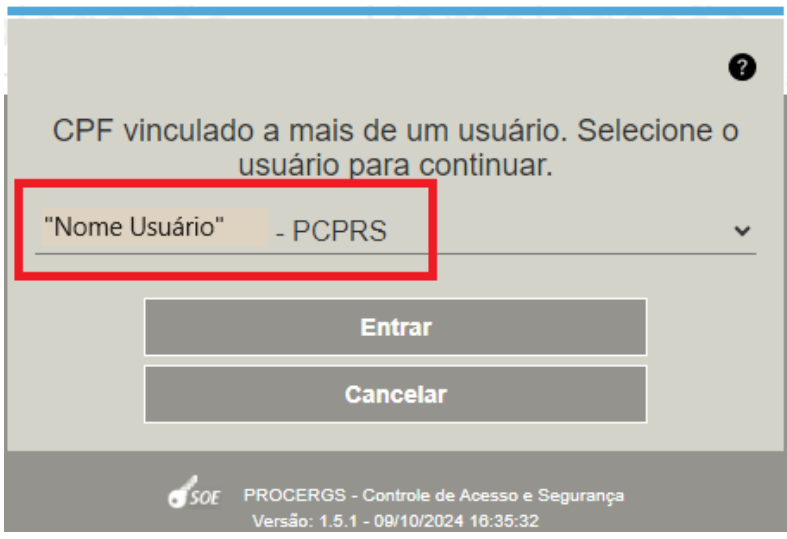 ?
CPF vinculado a mais de um usuário. Selecione o
usuário para continuar.
"Nome Usuário" - PCPRS
Entrar
Cancelar
SOE PROCERGS - Controle de Acesso e Segurança
Versão: 1.5.1 - 09/10/2024 16:35:32